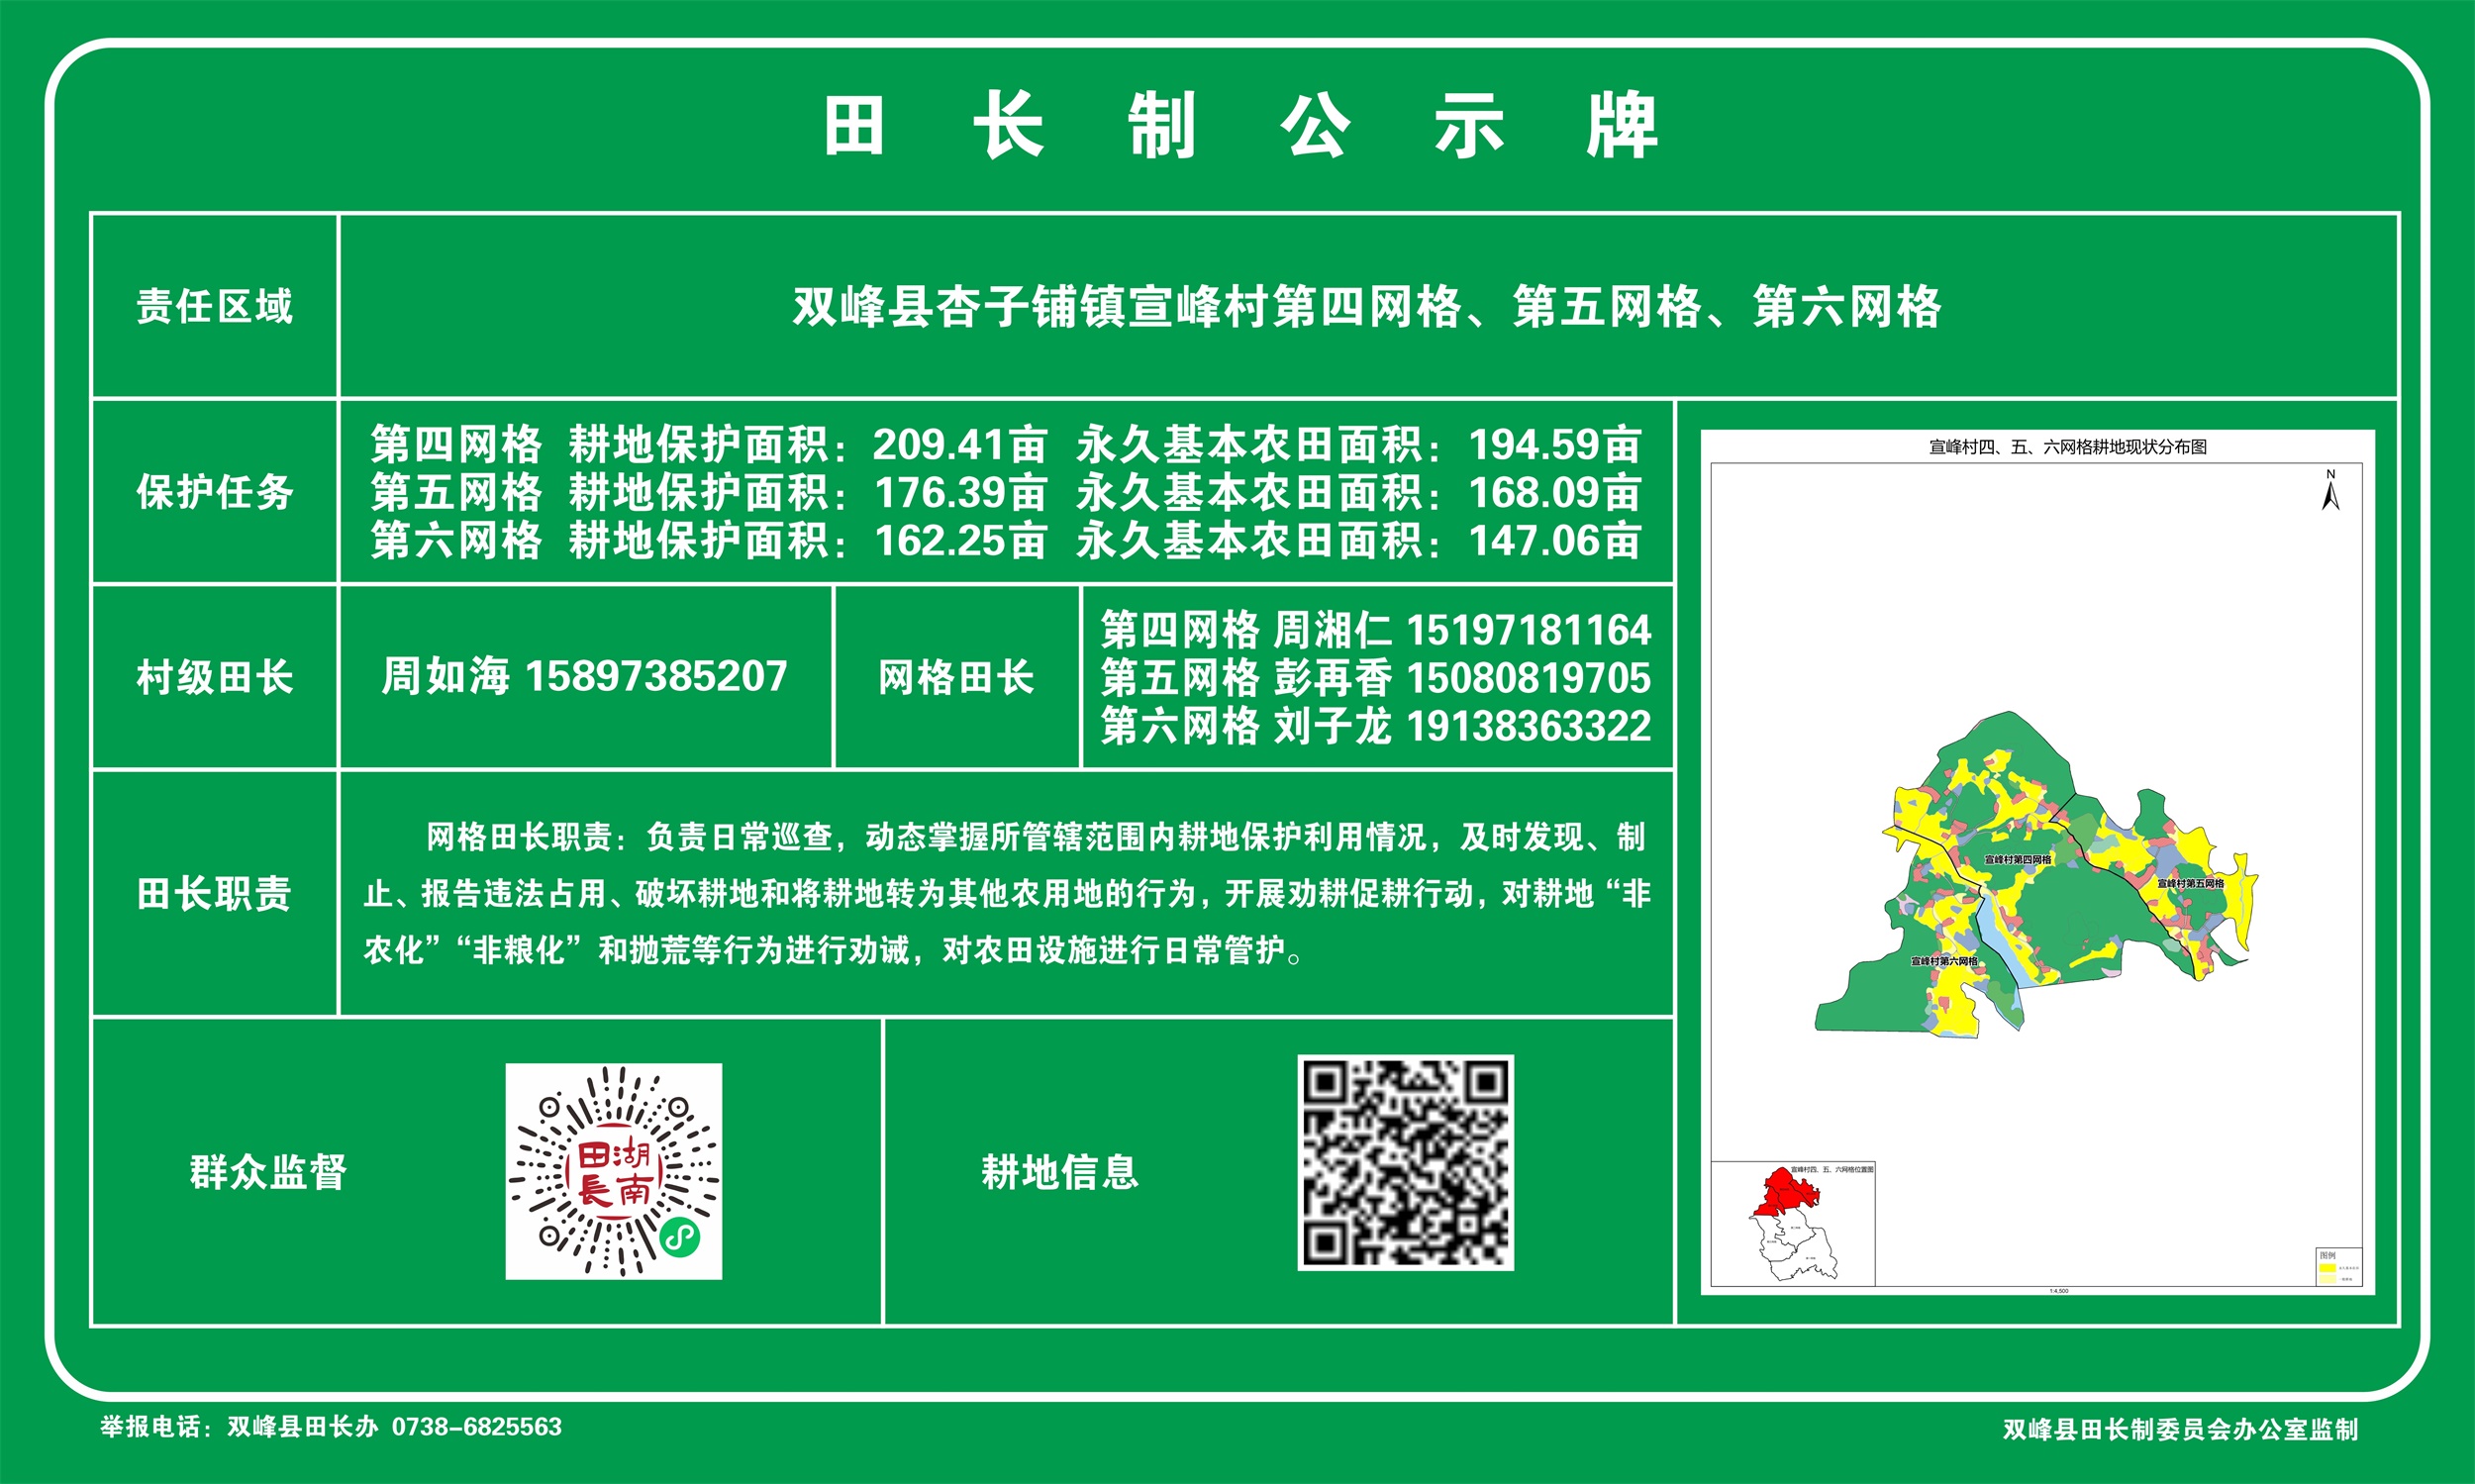 田长制公示牌
责任区域
双峰县杏子铺镇宣峰村第四网格、第五网格、第六网格
保护任务
第四网格 耕地保护面积：209.41亩 永久基本农田面积：194.59亩
第五网格 耕地保护面积：176.39亩 永久基本农田面积：168.09亩
第六网格 耕地保护面积：162.25亩 永久基本农田面积：147.06亩
村级田长
周如海 15897385207
网格田长
第四网格 周湘仁 15197181164
第五网格 彭再香 15080819705
第六网格 刘子龙 19138363322
田长职责
网格田长职责：负责日常巡查，动态掌握所管辖范围内耕地保护利用情况，及时发现、制
止、报告违法占用、破坏耕地和将耕地转为其他农用地的行为，开展劝耕促耕行动，对耕地“非
农化”“非粮化”和抛荒等行为进行劝诫，对农田设施进行日常管护。
群众监督
田湖
長南
耕地信息
宣峰村四、五、六网格耕地现状分布图
N
宣峰村第四网格
宣峰村第五网格
宣峰村第六网格
宣峰村四、五、六网格位置图
图例
1:4,500
举报电话：双峰县田长办 0738-6825563
双峰县田长制委员会办公室监制